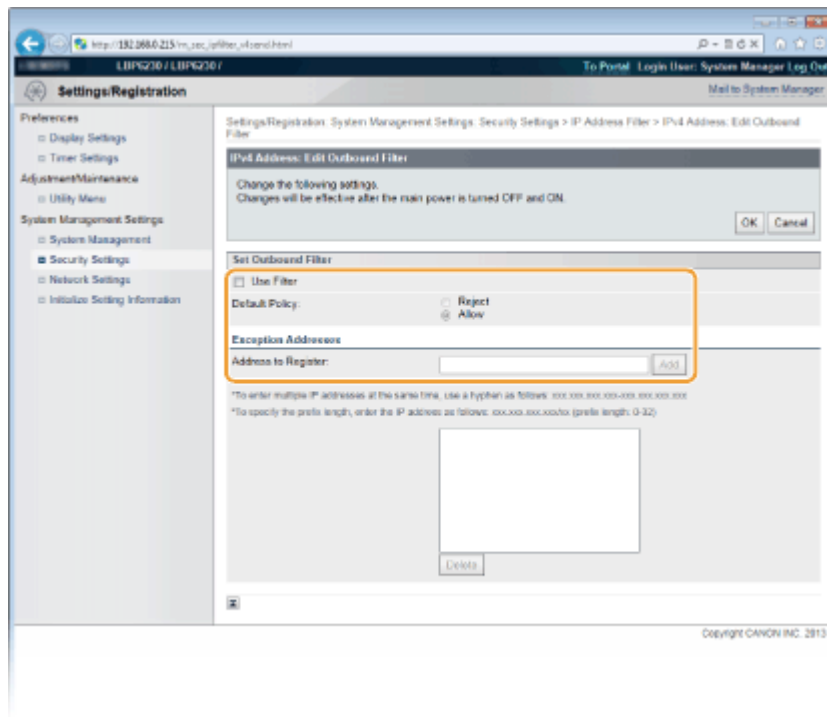 http://192.168.0.215/m_sec_ipfilter_v4send.html
LBP6230 / LBP6230 /
To Portal Login User: System Manager Log Out
Settings/Registration
Mail to System Manager
Preferences
Display Settings
Timer Settings
Adjustment/Maintenance
Utility Menu
System Management Settings
System Management
Security Settings
Network Settings
Initialize Setting Information
Settings/Registration: System Management Settings: Security Settings > IP Address Filter > IPv4 Address: Edit Outbound
Filter
IPv4 Address: Edit Outbound Filter
Change the following settings.
Changes will be effective after the main power is turned OFF and ON.
OK Cancel
Set Outbound Filter
Use Filter
Default Policy:
Reject
Allow
Exception Addresses
Address to Register:
Add
*To enter multiple IP addresses at the same time, use a hyphen as follows: xxx.xxx.xxx.xxx-xxx.xxx.xxx.xxx
*To specify the prefix length, enter the IP address as follows: xxx.xxx.xxx.xxx/xx (prefix length: 0-32)
Delete
Copyright CANON INC. 2013